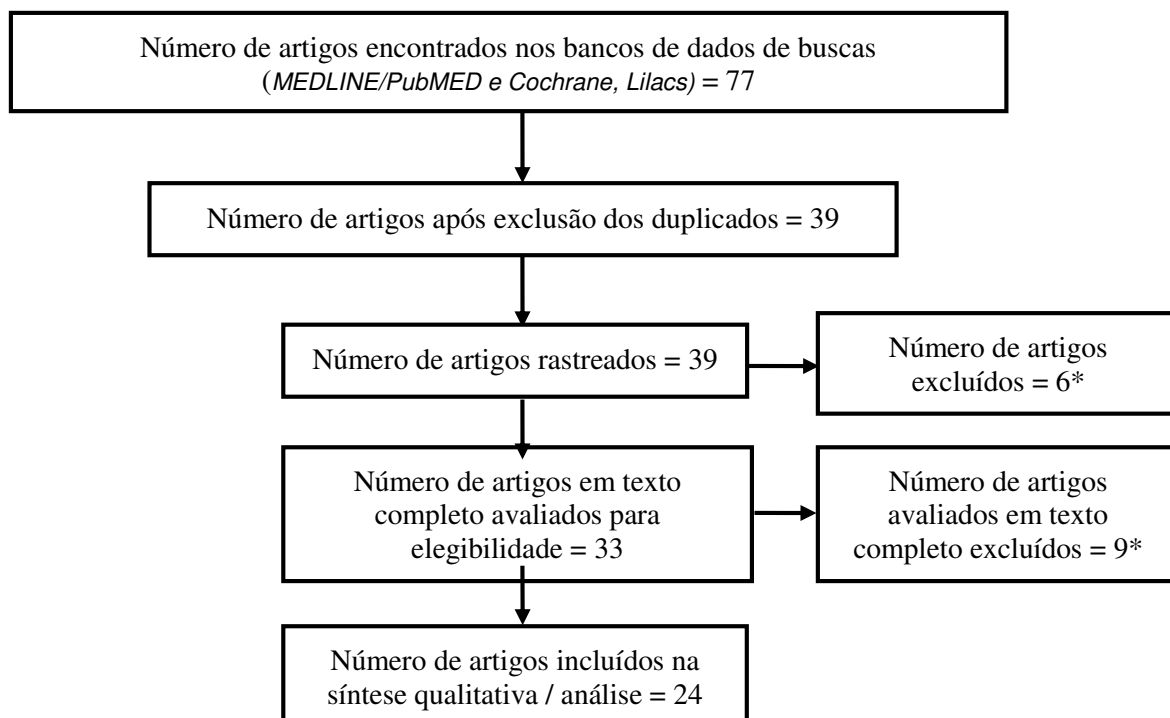 Número de artigos encontrados nos bancos de dados de buscas
(MEDLINE/PubMED e Cochrane, Lilacs) = 77
Número de artigos após exclusão dos duplicados = 39
Número de artigos rastreados = 39
Número de artigos
excluídos = 6*
Número de artigos em texto
completo avaliados para
elegibilidade = 33
Número de artigos
avaliados em texto
completo excluídos = 9*
Número de artigos incluídos na
síntese qualitativa / análise = 24